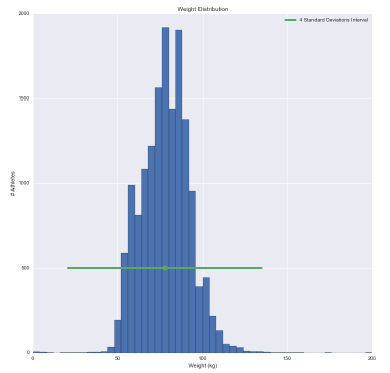 Weight Distribution
4 Standard Deviations Interval
2000
1500
1000
500
0
# Athletes
0 50 100 150 200
Weight (kg)